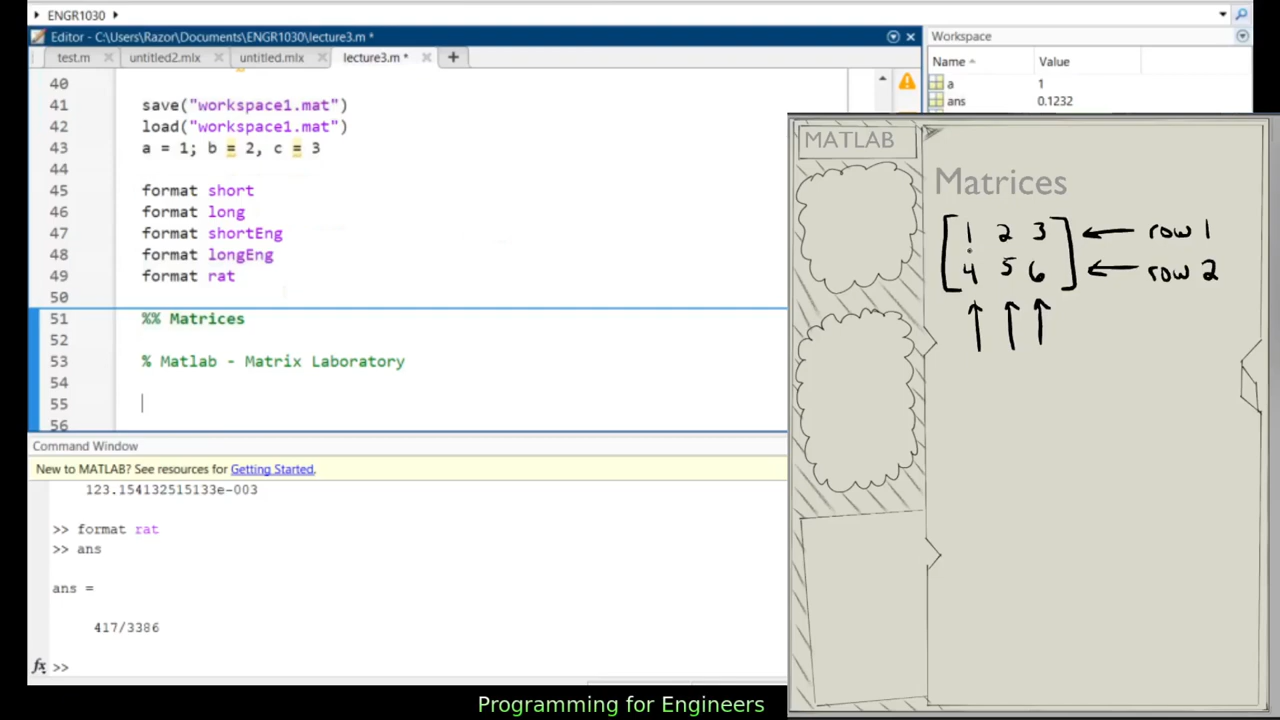 ENGR1030
Editor - C:\Users\Razor\Documents\ENGR1030\lecture3.m *
test.m untitled2.mlx untitled.mlx lecture3.m *
40
41 save("workspace1.mat")
42 load("workspace1.mat")
43 a = 1; b = 2, c = 3
44
45 format short
46 format long
47 format shortEng
48 format longEng
49 format rat
50
51 %% Matrices
52
53 % Matlab - Matrix Laboratory
54
55
56
Command Window
New to MATLAB? See resources for Getting Started.
123.154132515133e-003
>> format rat
>> ans
ans =
417/3386
fx >>
Workspace
Name Value
a 1
ans 0.1232
MATLAB
Matrices
1 2 3 row 1
4 5 6 row 2
Programming for Engineers